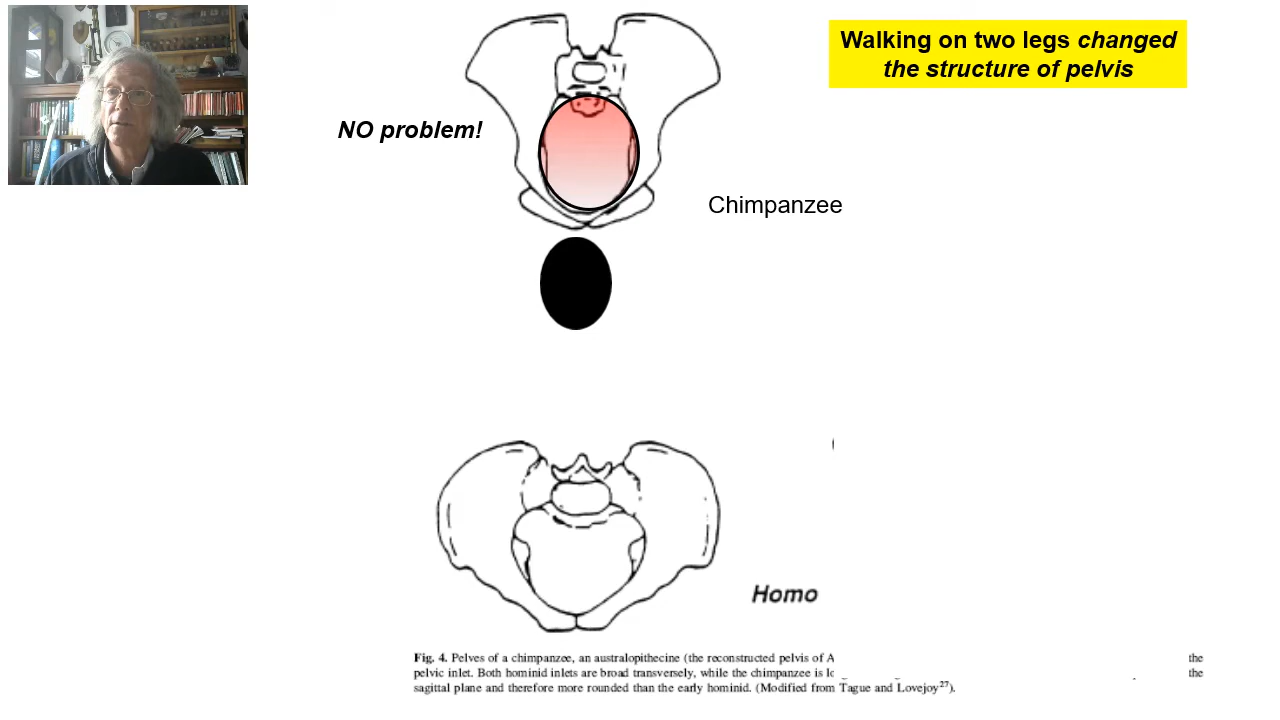 Walking on two legs changed
the structure of pelvis
NO problem!
Chimpanzee
Homo
Fig. 4. Pelves of a chimpanzee, an australopithecine (the reconstructed pelvis of A the
pelvic inlet. Both hominid inlets are broad transversely, while the chimpanzee is the
sagittal plane and therefore more rounded than the early hominid. (Modified from Tague and Lovejoy27).